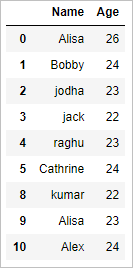 Name Age
0 Alisa 26
1 Bobby 24
2 jodha 23
3 jack 22
4 raghu 23
5 Cathrine 24
8 kumar 22
9 Alisa 23
10 Alex 24